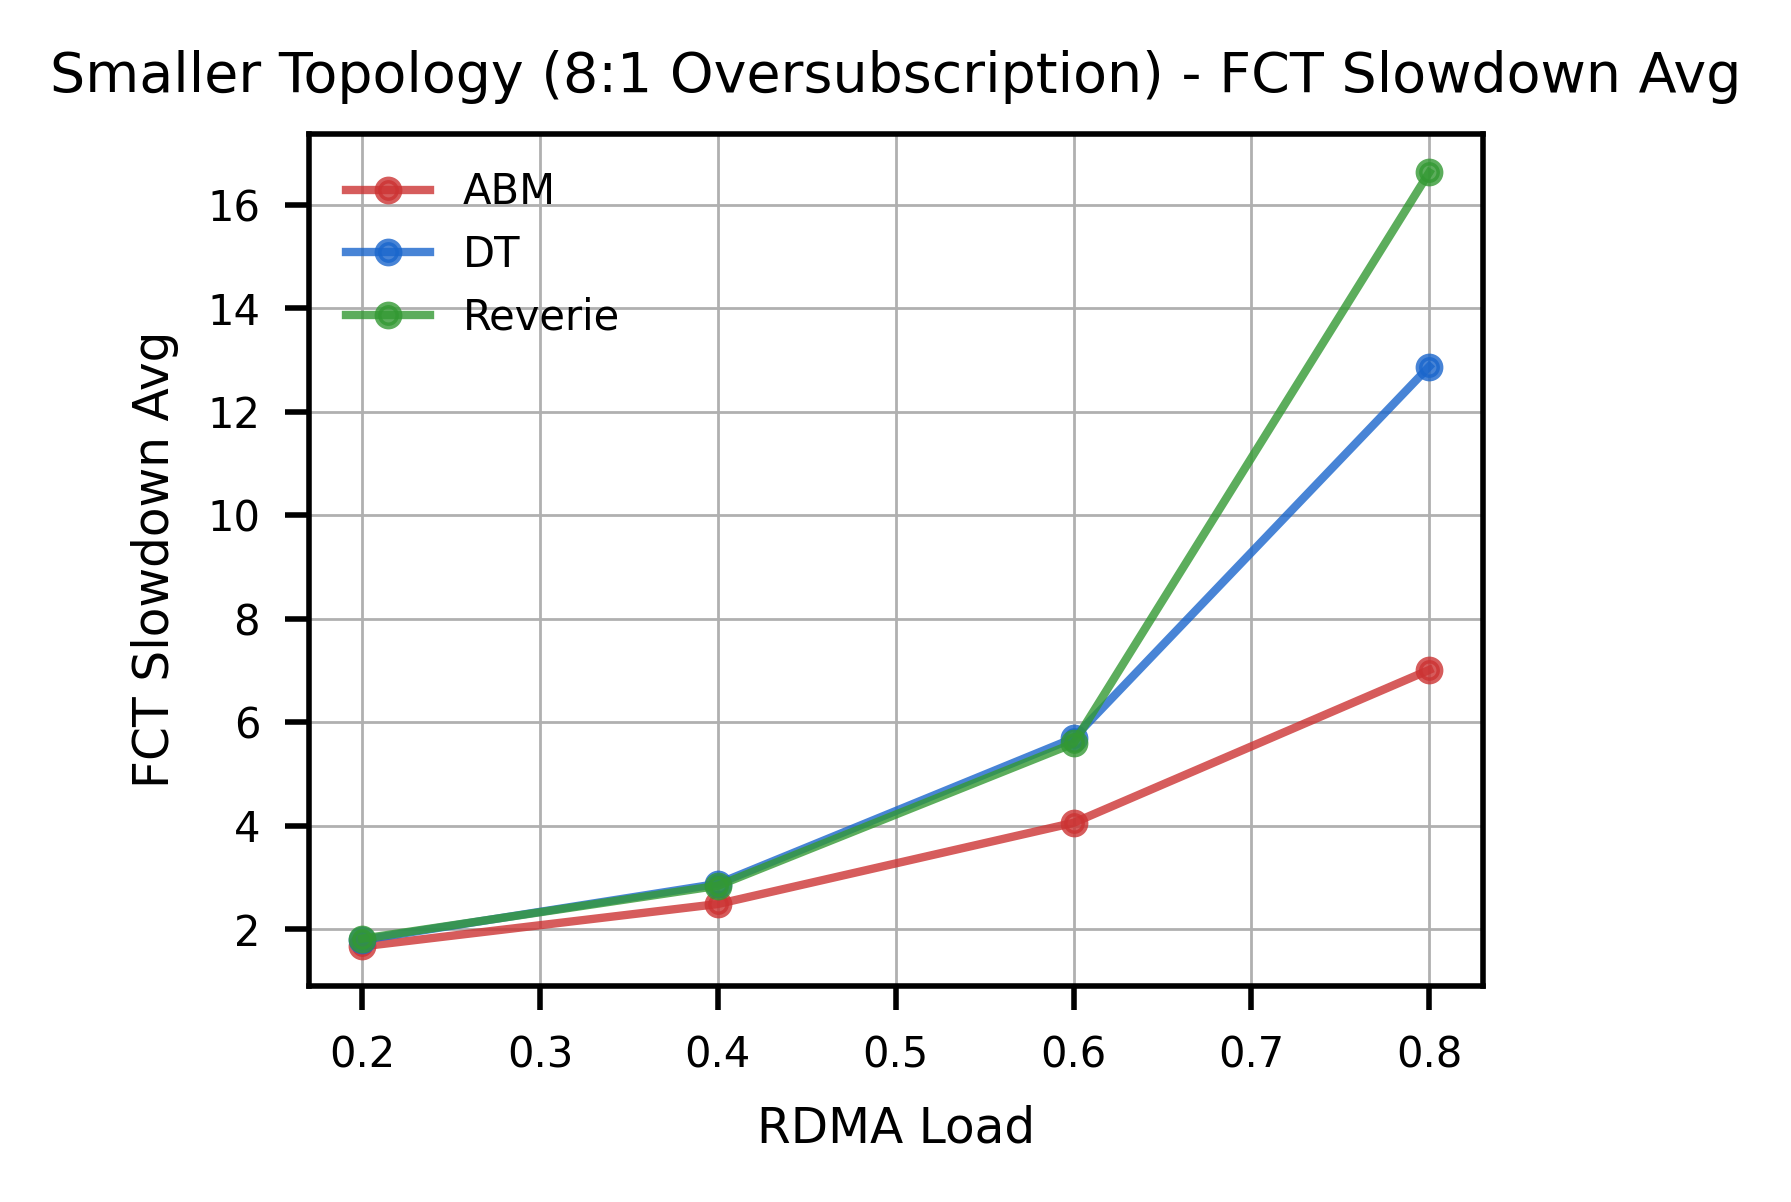 Smaller Topology (8:1 Oversubscription) - FCT Slowdown Avg
ABM
DT
Reverie
FCT Slowdown Avg
16
14
12
10
8
6
4
2
0.2 0.3 0.4 0.5 0.6 0.7 0.8
RDMA Load